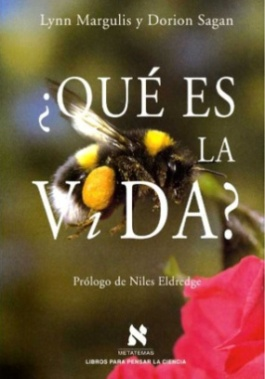 Lynn Margulis y Dorion Sagan
¿QUÉ ES
LA
ViDA?
Prólogo de Niles Eldredge
METATEMAS
LIBROS PARA PENSAR LA CIENCIA